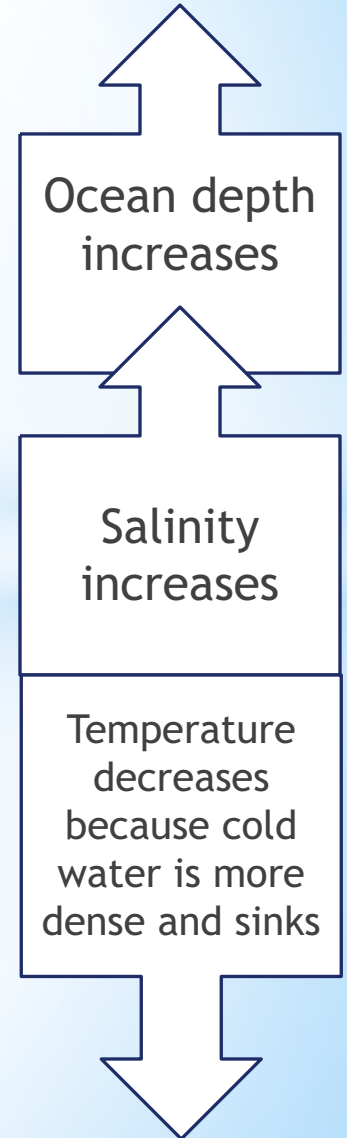 Ocean depth
increases
Salinity
increases
Temperature
decreases
because cold
water is more
dense and sinks